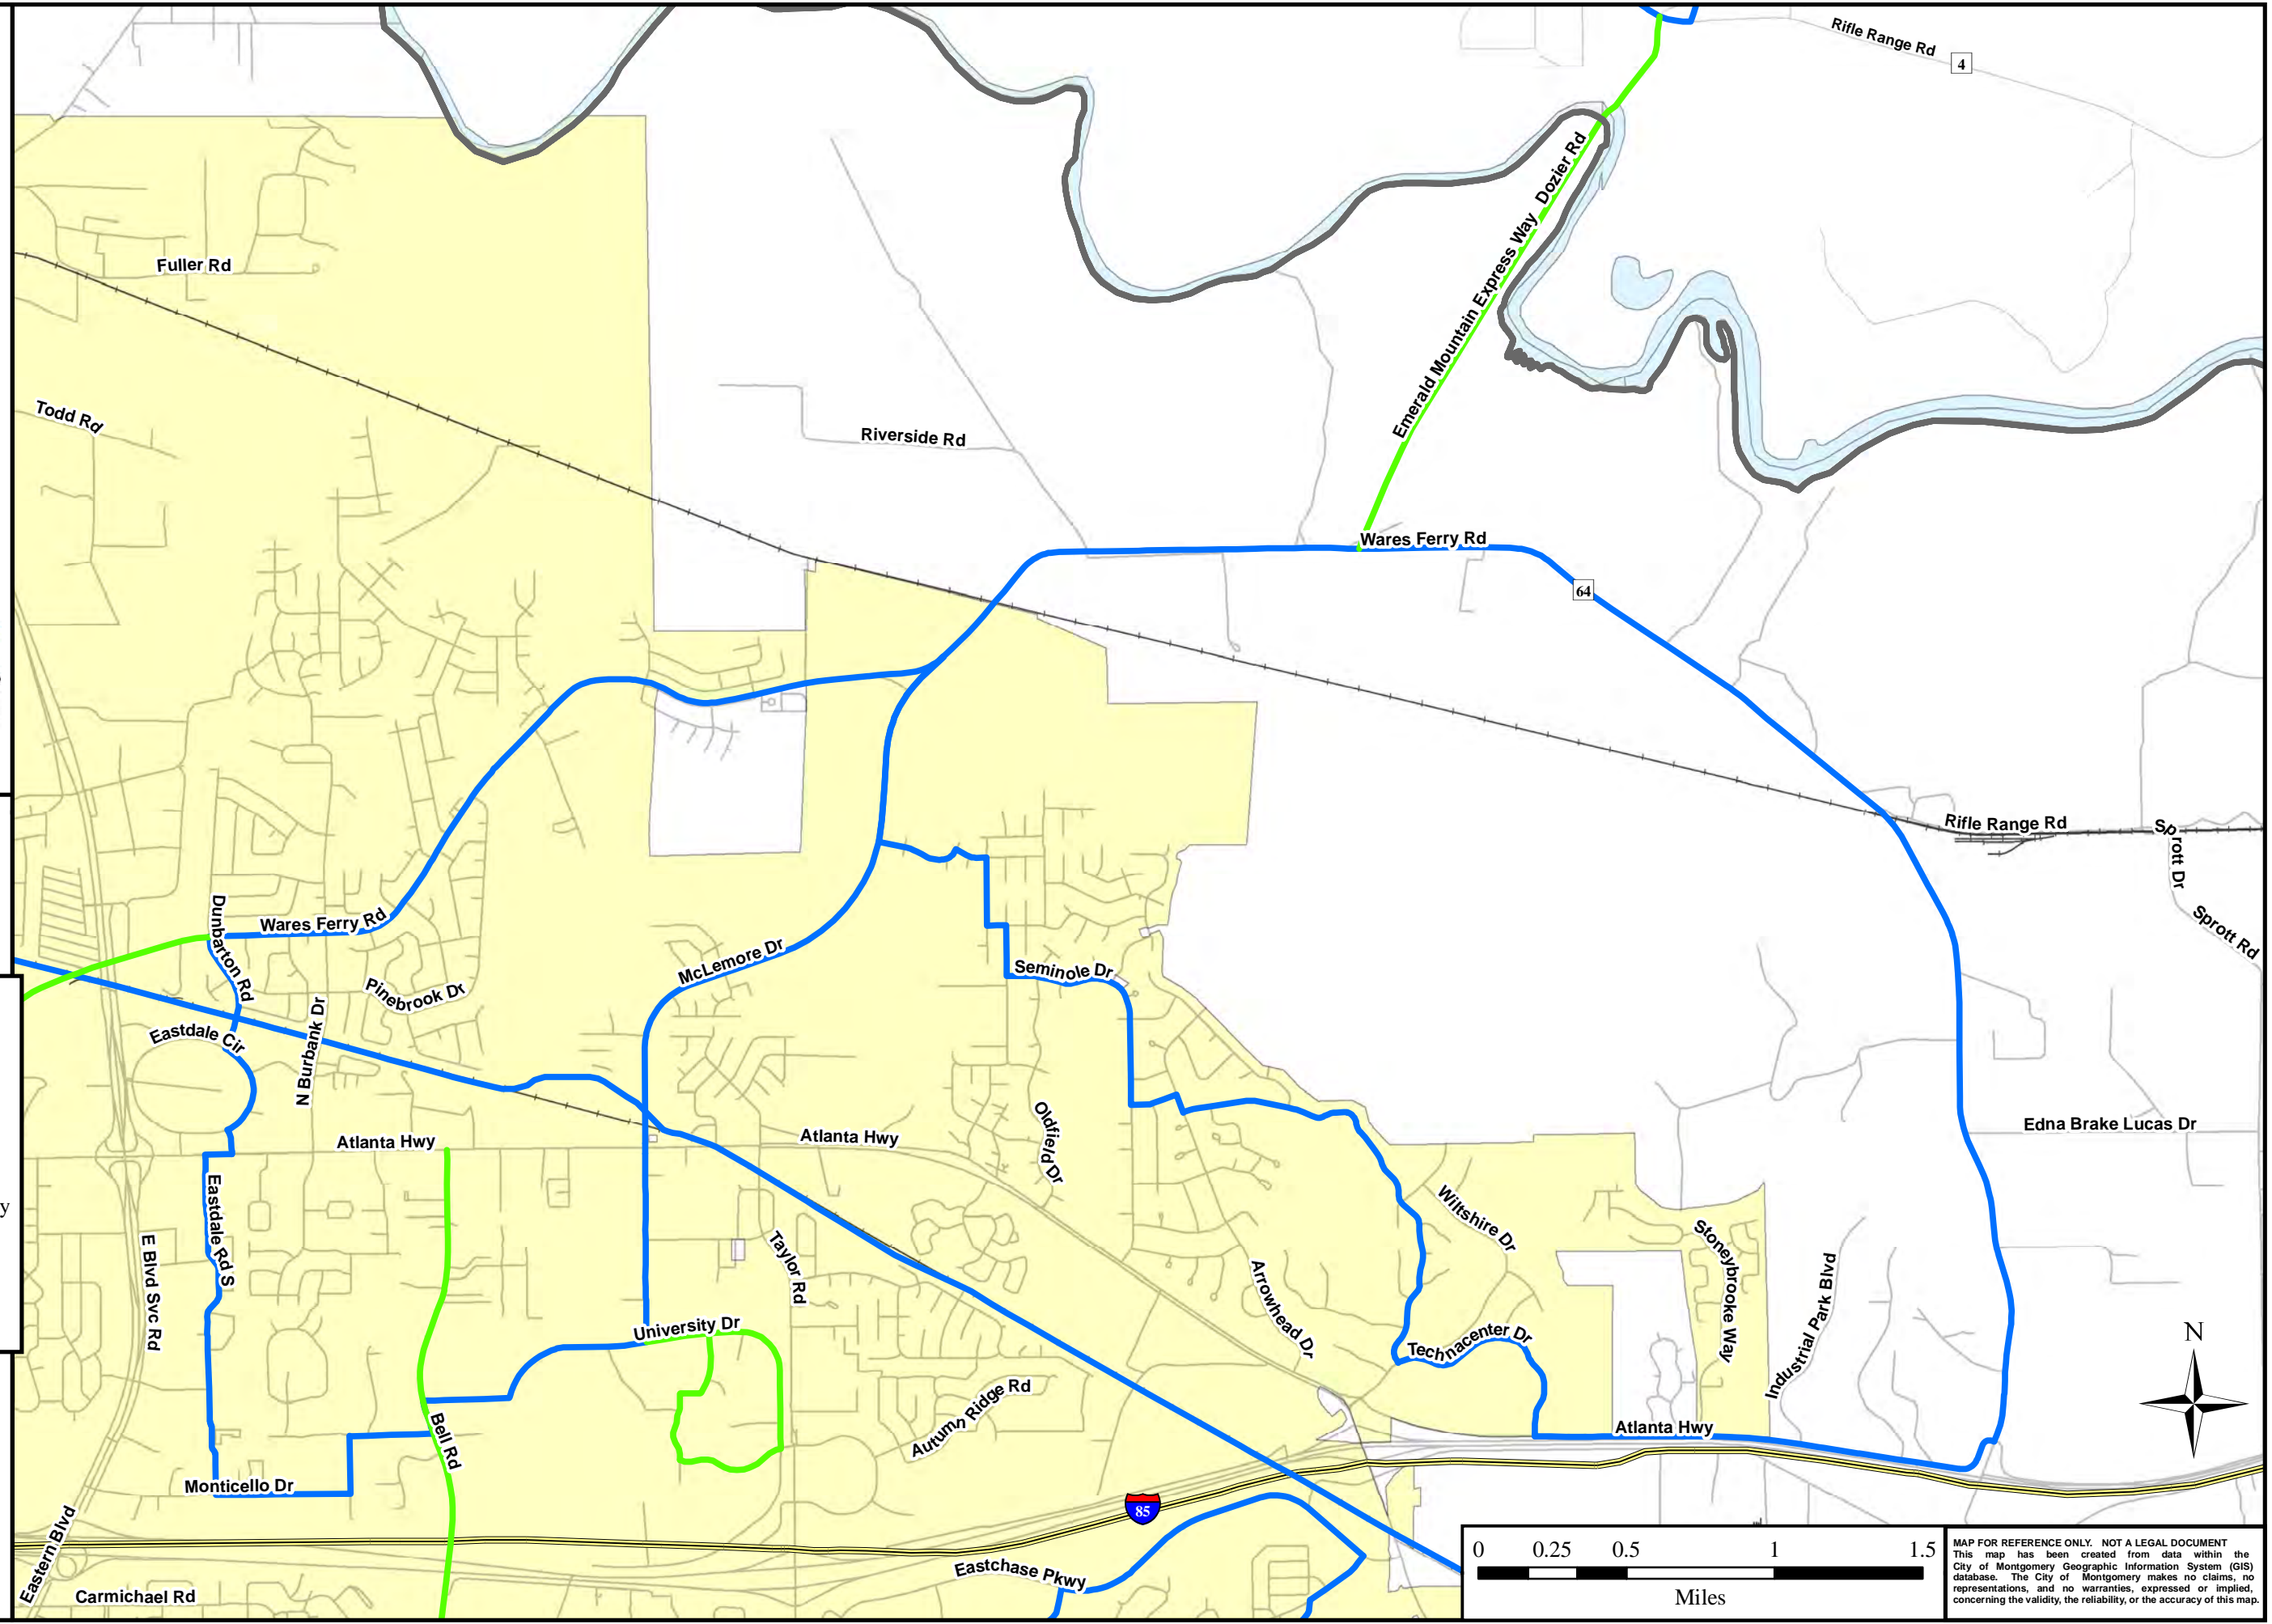 Rifle Range Rd
4
Emerald Mountain Express Way
Dozier Rd
Fuller Rd
Todd Rd
Riverside Rd
Wares Ferry Rd
64
Rifle Range Rd
Sprott Dr
Sprott Rd
Dunbarton Rd
Wares Ferry Rd
McLemore Dr
Seminole Dr
Pinebrook Dr
Eastdale Cir
N Burbank Dr
Oldfield Dr
Edna Brake Lucas Dr
Atlanta Hwy
Atlanta Hwy
y
Eastdale Rd S
E Blvd Svc Rd
Taylor Rd
Wiltshire Dr
Stoneybrooke Way
Industrial Park Blvd
Arrowhead Dr
University Dr
Technacenter Dr
N
Autumn Ridge Rd
Bell Rd
Atlanta Hwy
Monticello Dr
85
Eastern Blvd
Eastchase Pkwy
Carmichael Rd
0 0.25 0.5 1 1.5
Miles
MAP FOR REFERENCE ONLY. NOT A LEGAL DOCUMENT
This map has been created from data within the
City of Montgomery Geographic Information System (GIS)
database. The City of Montgomery makes no claims, no
representations, and no warranties, expressed or implied,
concerning the validity, the reliability, or the accuracy of this map.